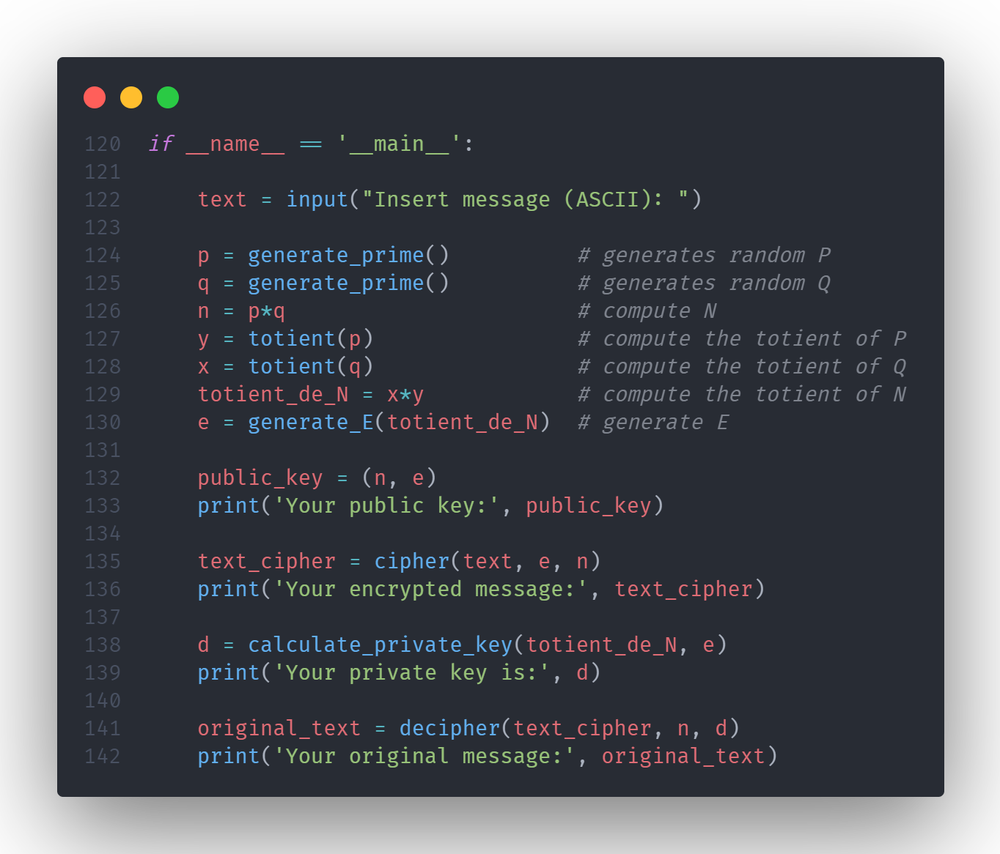 120 if __name__ == '__main__':
121
122     text = input("Insert message (ASCII): ")
123
124     p = generate_prime()          # generates random P
125     q = generate_prime()          # generates random Q
126     n = p*q                       # compute N
127     y = totient(p)                # compute the totient of P
128     x = totient(q)                # compute the totient of Q
129     totient_de_N = x*y            # compute the totient of N
130     e = generate_E(totient_de_N)  # generate E
131
132     public_key = (n, e)
133     print('Your public key:', public_key)
134
135     text_cipher = cipher(text, e, n)
136     print('Your encrypted message:', text_cipher)
137
138     d = calculate_private_key(totient_de_N, e)
139     print('Your private key is:', d)
140
141     original_text = decipher(text_cipher, n, d)
142     print('Your original message:', original_text)